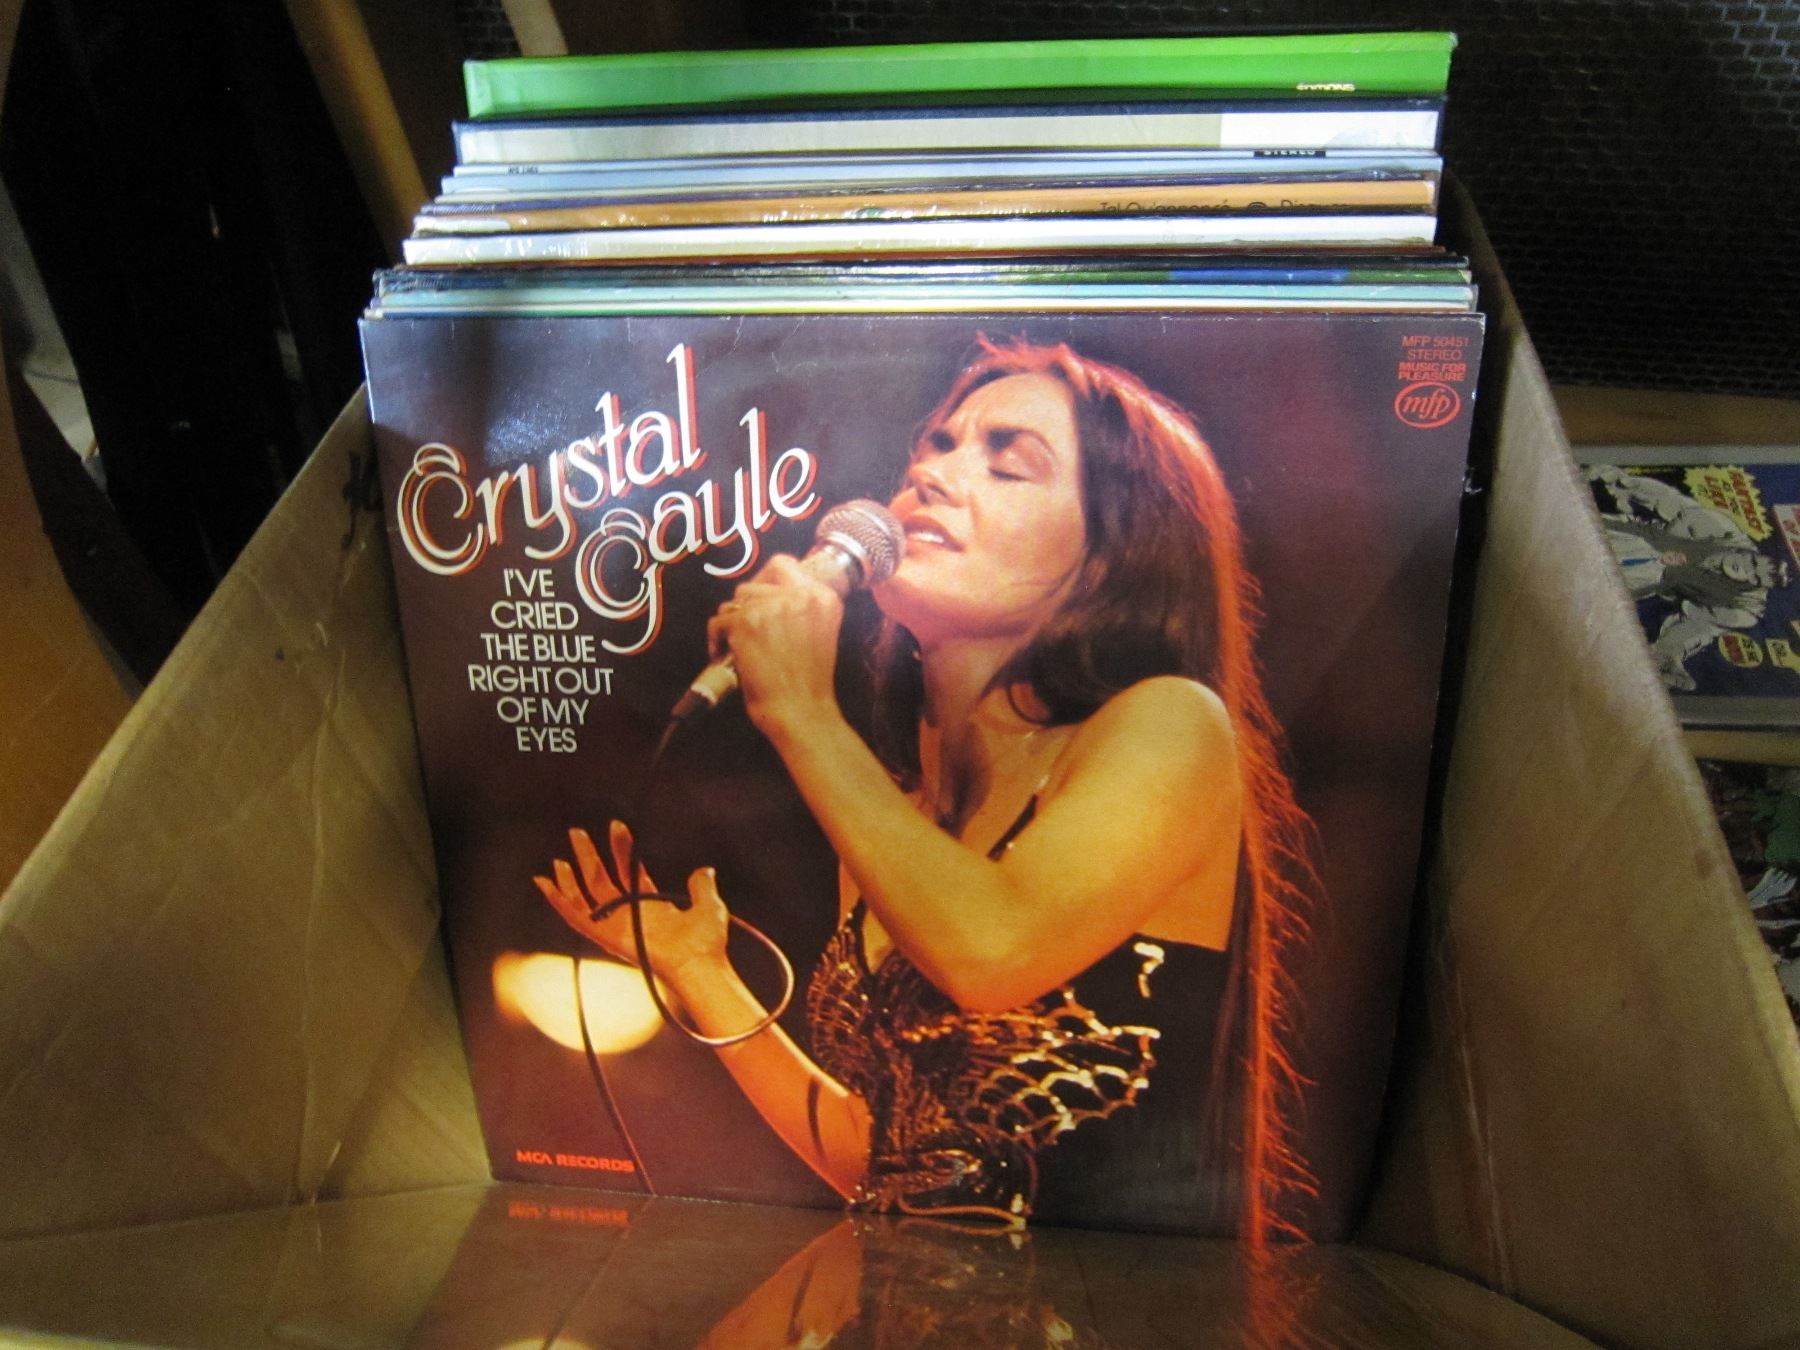 STEREO
Crystal
Gayle
I'VE
CRIED
THE BLUE
RIGHT OUT
OF MY
EYES
MFP 50451
STEREO
MUSIC FOR
PLEASURE
mfp
MCA RECORDS